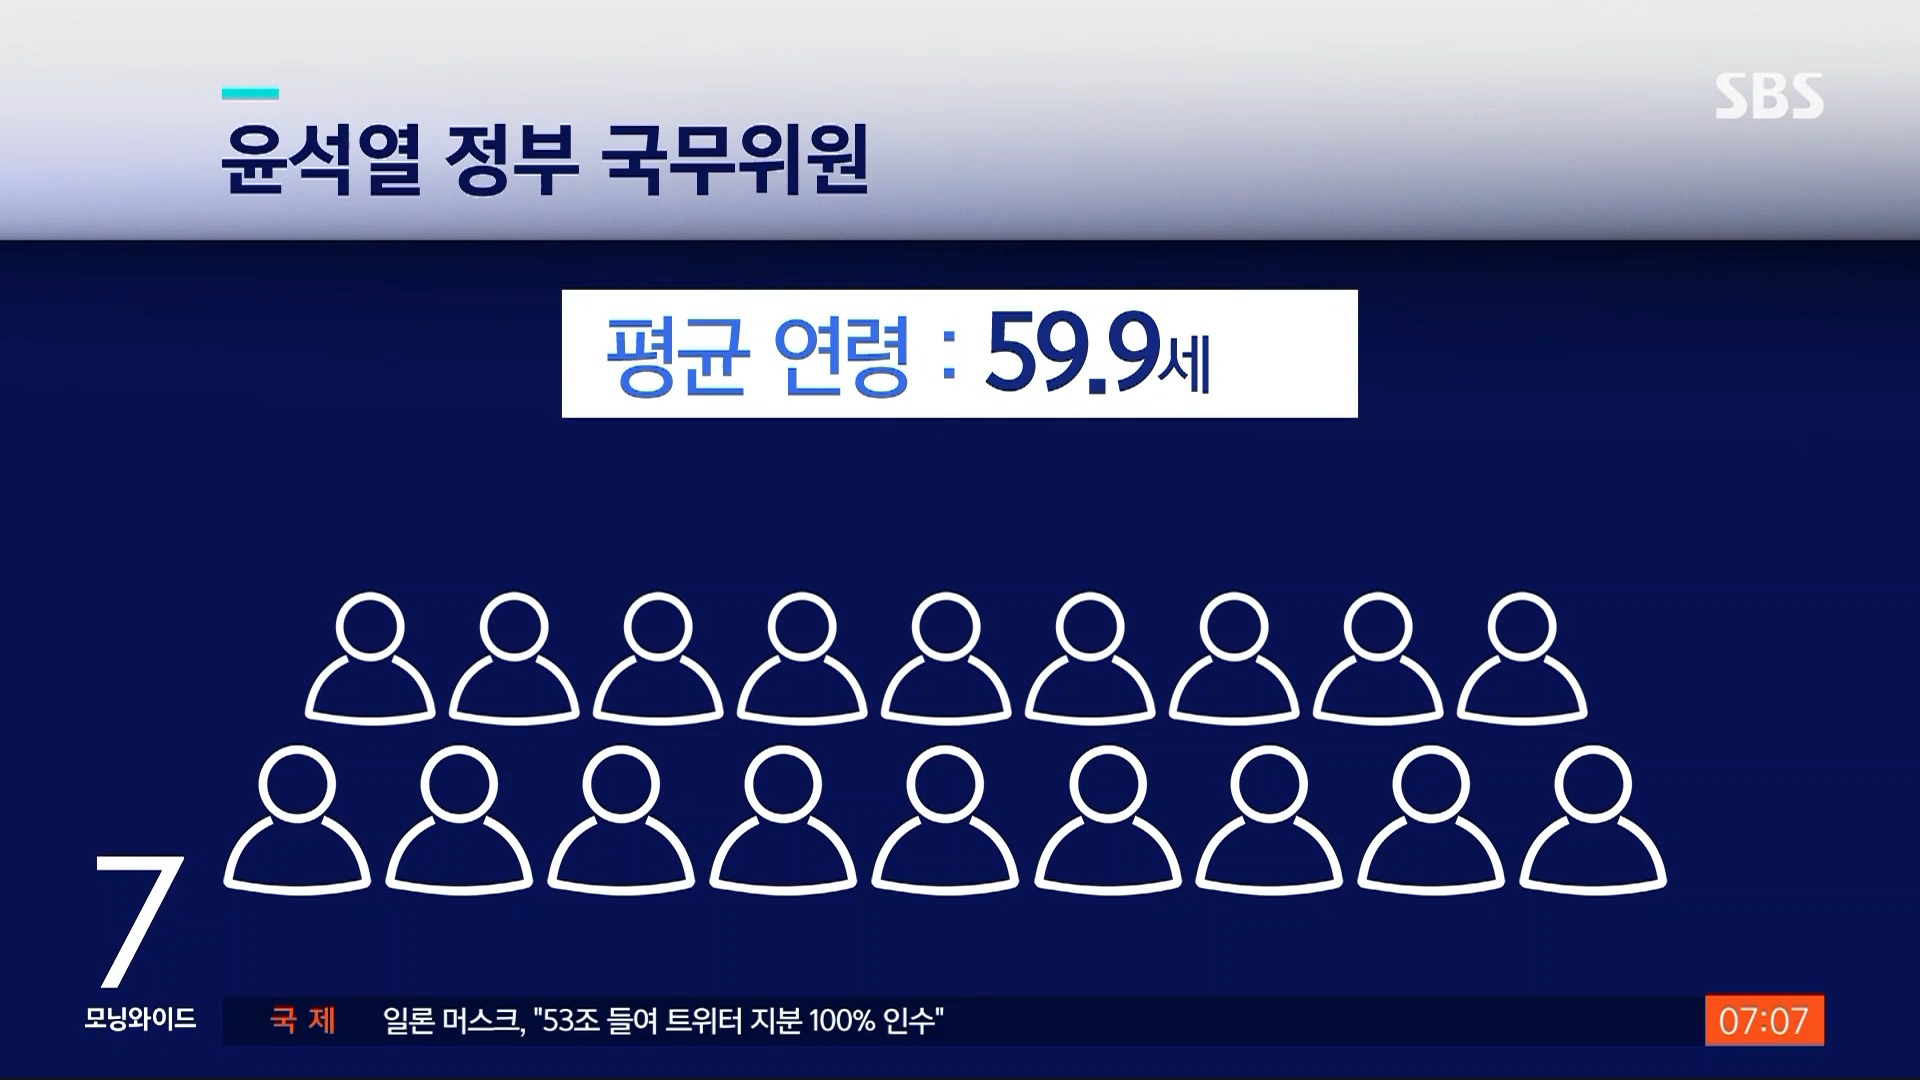 SBS
윤석열 정부 국무위원
평균 연령 : 59.9세
7
모닝와이드
국 제 일론 머스크, "53조 들여 트위터 지분 100% 인수"
07:07